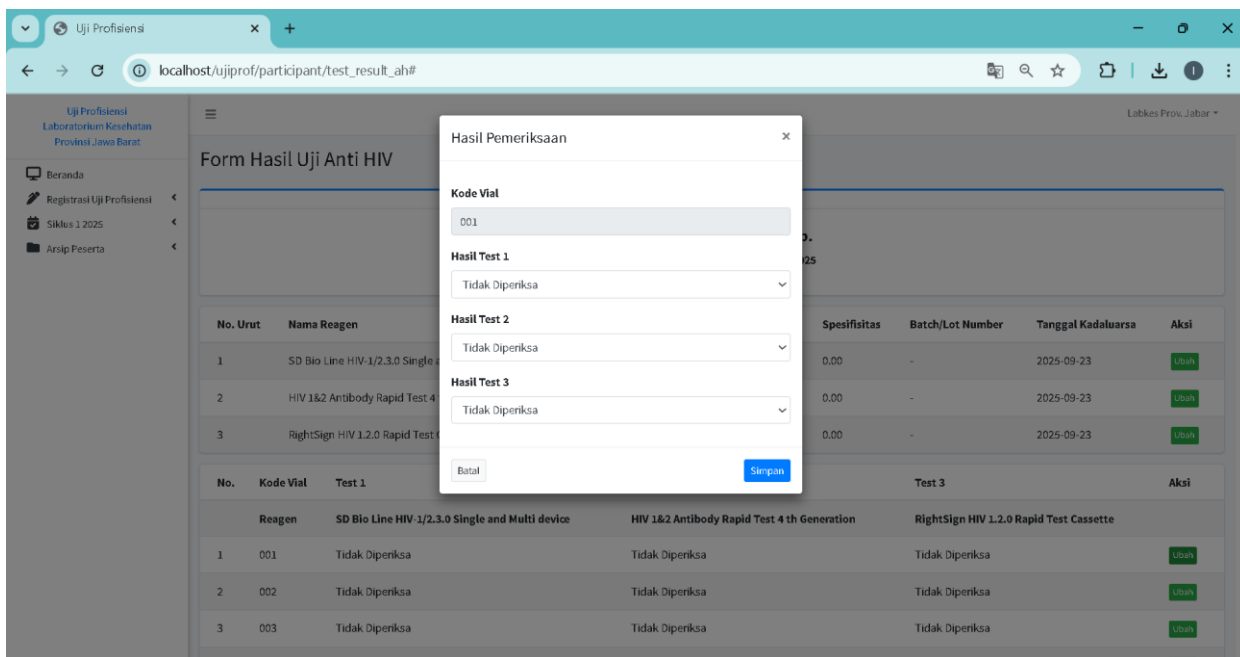 Uji Profisiensi
localhost/ujiprof/participant/test_result_ah#
I
Uji Profisiensi
Laboratorium Kesehatan
Provinsi Jawa Barat
Labkes Prov. Jabar
Beranda
Registrasi Uji Profisiensi
Siklus 1 2025
Arsip Peserta
Form Hasil Uji Anti HIV
Hasil Pemeriksaan ×
Kode Vial
001
Hasil Test 1
Tidak Diperiksa
Hasil Test 2
Tidak Diperiksa
Hasil Test 3
Tidak Diperiksa
Batal Simpan
No. Urut Nama Reagen Spesifisitas Batch/Lot Number Tanggal Kadaluarsa Aksi
1 SD Bio Line HIV-1/2.3.0 Single 0.00 - 2025-09-23 Ubah
2 HIV 1&2 Antibody Rapid Test 4 0.00 - 2025-09-23 Ubah
3 RightSign HIV 1.2.0 Rapid Test 0.00 - 2025-09-23 Ubah
No. Kode Vial Test 1 Test 3 Aksi
Reagen SD Bio Line HIV-1/2.3.0 Single and Multi device HIV 1&2 Antibody Rapid Test 4 th Generation RightSign HIV 1.2.0 Rapid Test Cassette
1 001 Tidak Diperiksa Tidak Diperiksa Tidak Diperiksa Ubah
2 002 Tidak Diperiksa Tidak Diperiksa Tidak Diperiksa Ubah
3 003 Tidak Diperiksa Tidak Diperiksa Tidak Diperiksa Ubah